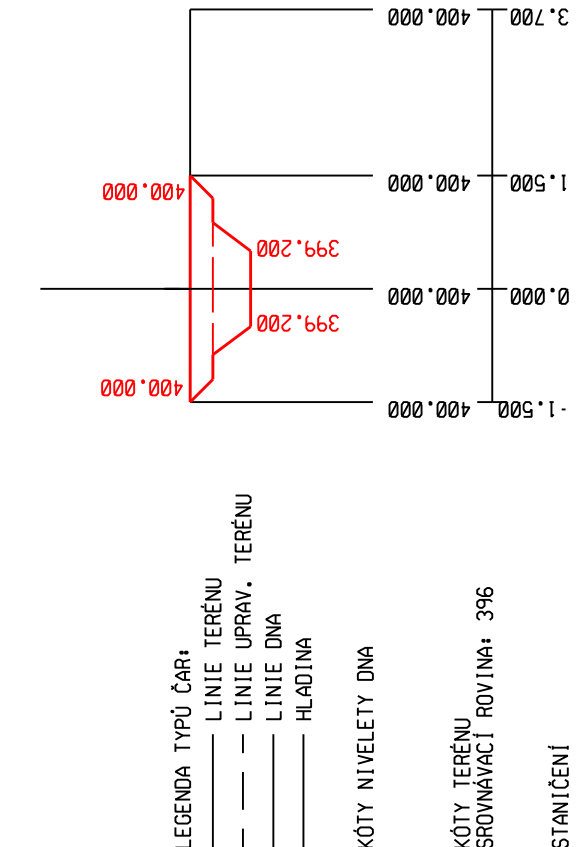 400.000 3.700
400.000 400.000 1.500
399.200
400.000 0.000
399.200
400.000 400.000 -1.500
LEGENDA TYPŮ ČAR:
LINIE TERÉNU
LINIE UPRAV. TERÉNU
LINIE DNA
HLADINA
KÓTY NIVELETY DNA
KÓTY TERÉNU
SROVNÁVACÍ ROVINA: 396
STANIČENÍ